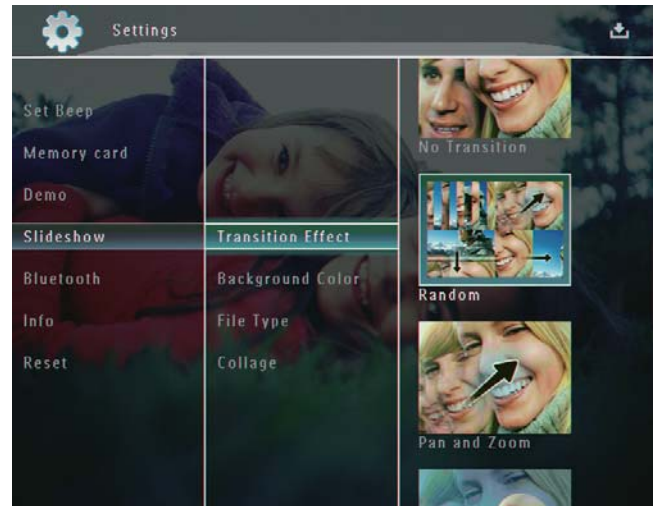 Settings
Set Beep
Memory card
Demo
Slideshow
Bluetooth
Info
Reset
Transition Effect
Background Color
File Type
Collage
No Transition
Random
Pan and Zoom